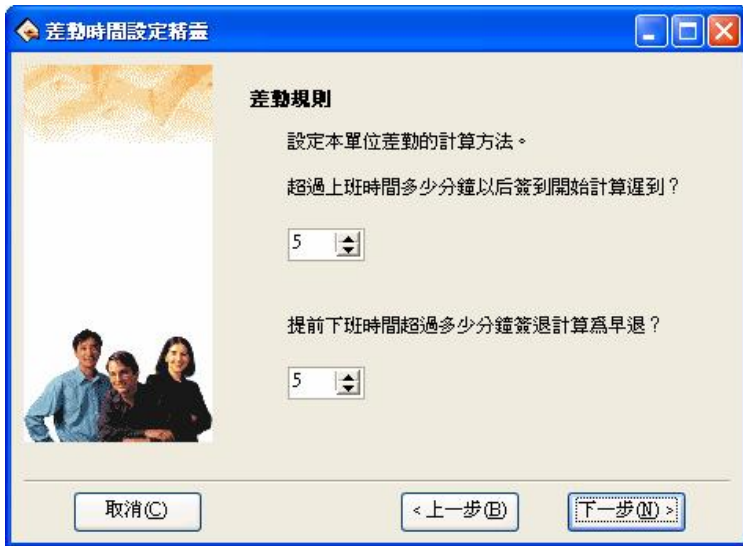 差勤時間設定精靈
差勤規則
設定本單位差勤的計算方法。
超過上班時間多少分鐘以后簽到開始計算遲到？
5
提前下班時間超過多少分鐘簽退計算爲早退？
5
取消(C)
<上一步(B)
下一步(N)>